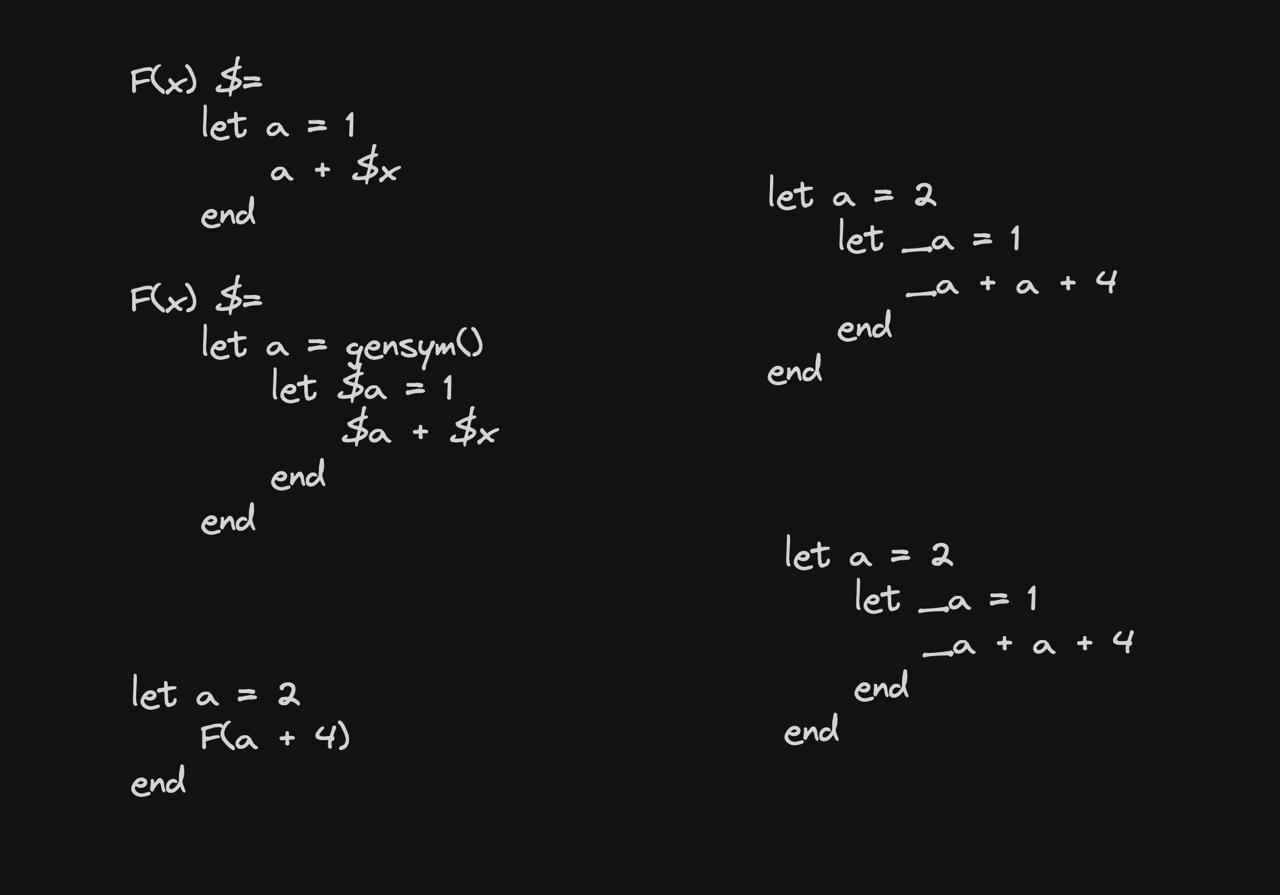 F(x) $=
let a = 1
a + $x
end
F(x) $=
let a = gensym()
let $a = 1
$a + $x
end
end
let a = 2
F(a + 4)
end
let a = 2
let _a = 1
_a + a + 4
end
end
let a = 2
let _a = 1
_a + a + 4
end
end